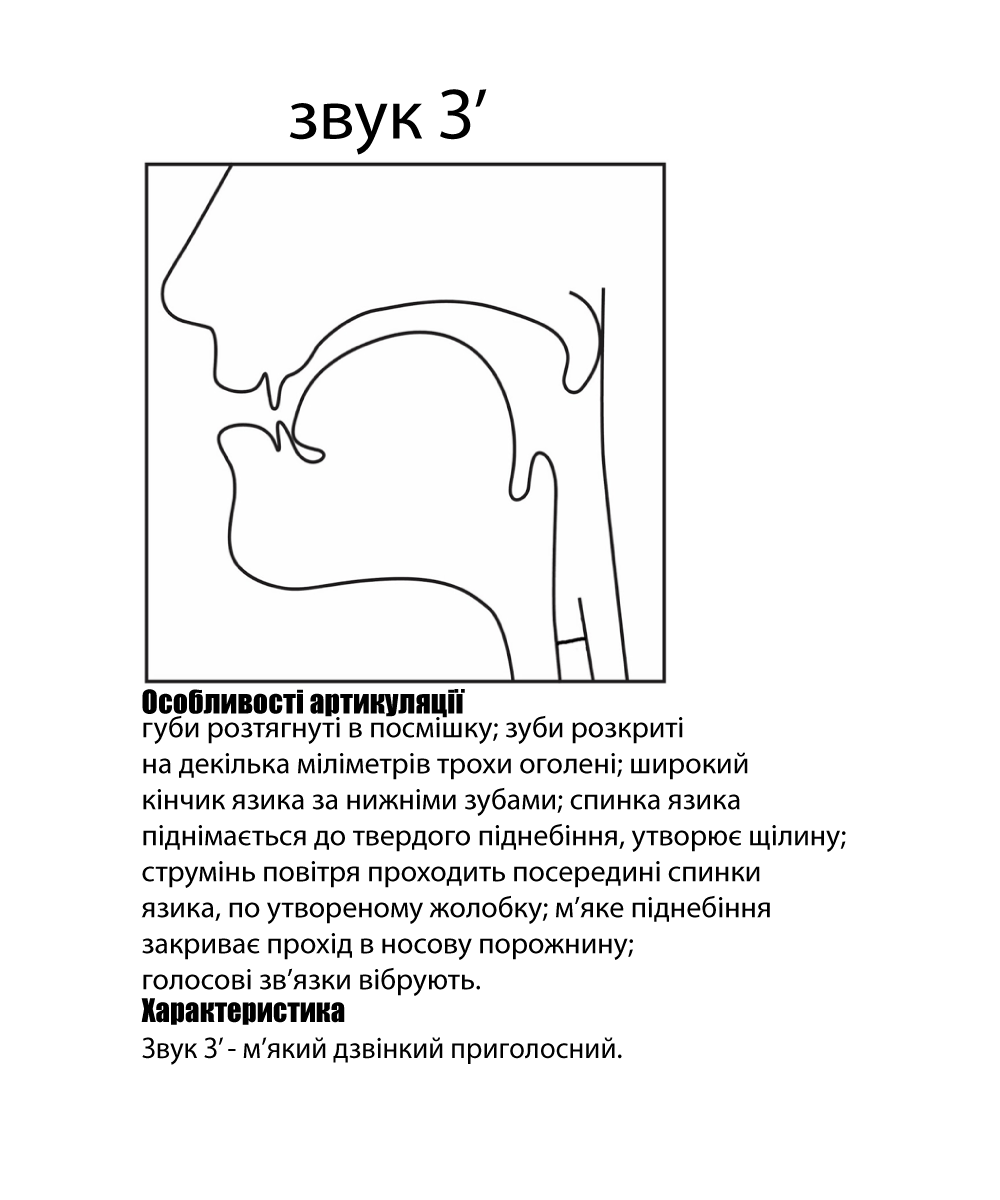 звук З’
Особливості артикуляції
губи розтягнуті в посмішку; зуби розкриті
на декілька міліметрів трохи оголені; широкий
кінчик язика за нижніми зубами; спинка язика
піднімається до твердого піднебіння, утворює щілину;
струмінь повітря проходить посередині спинки
язика, по утвореному жолобку; м’яке піднебіння
закриває прохід в носову порожнину;
голосові зв’язки вібрують.
Характеристика
Звук З’ - м’який дзвінкий приголосний.